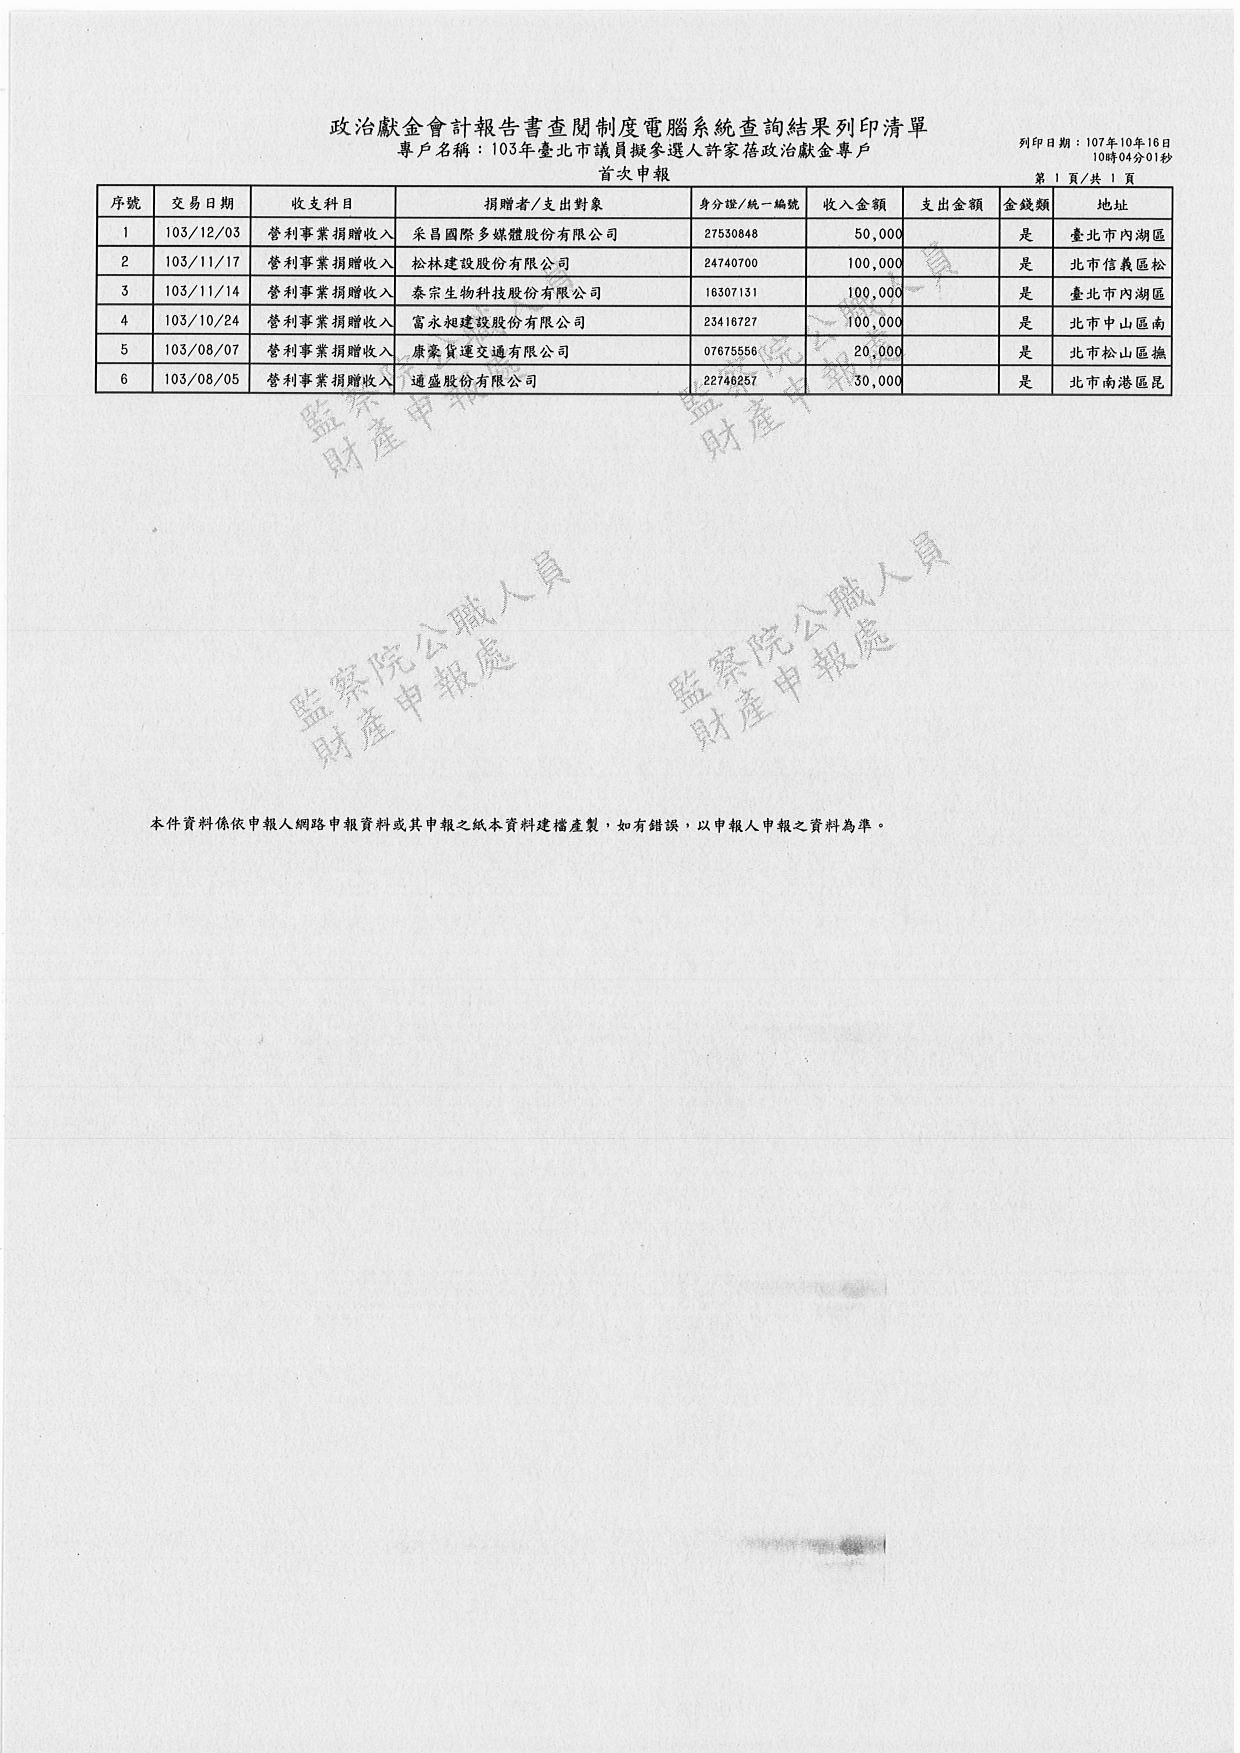 政治獻金會計報告書查閱制度電腦系統查詢結果列印清單
專戶名稱：103年臺北市議員擬參選人許家蓓政治獻金專戶
首次申報
列印日期：107年10年16日
10時04分01秒
第 1 頁/共 1 頁
序號 交易日期 收支科目 捐贈者/支出對象 身分證/統一編號 收入金額 支出金額 金錢類 地址
1 103/12/03 營利事業捐贈收入 采昌國際多媒體股份有限公司 27530848 50,000 是 臺北市內湖區
2 103/11/17 營利事業捐贈收入 松林建設股份有限公司 24740700 100,000 是 北市信義區松
3 103/11/14 營利事業捐贈收入 泰宗生物科技股份有限公司 16307131 100,000 是 臺北市內湖區
4 103/10/24 營利事業捐贈收入 富永昶建設股份有限公司 23416727 100,000 是 北市中山區南
5 103/08/07 營利事業捐贈收入 康豪貨運交通有限公司 07675556 20,000 是 北市松山區撫
6 103/08/05 營利事業捐贈收入 通盛股份有限公司 22746257 30,000 是 北市南港區昆
監察院公職人員
財產申報處
監察院公職人員
財產申報處
監察院公職人員
財產申報處
監察院公職人員
財產申報處
本件資料係依申報人網路申報資料或其申報之紙本資料建檔產製，如有錯誤，以申報人申報之資料為準。